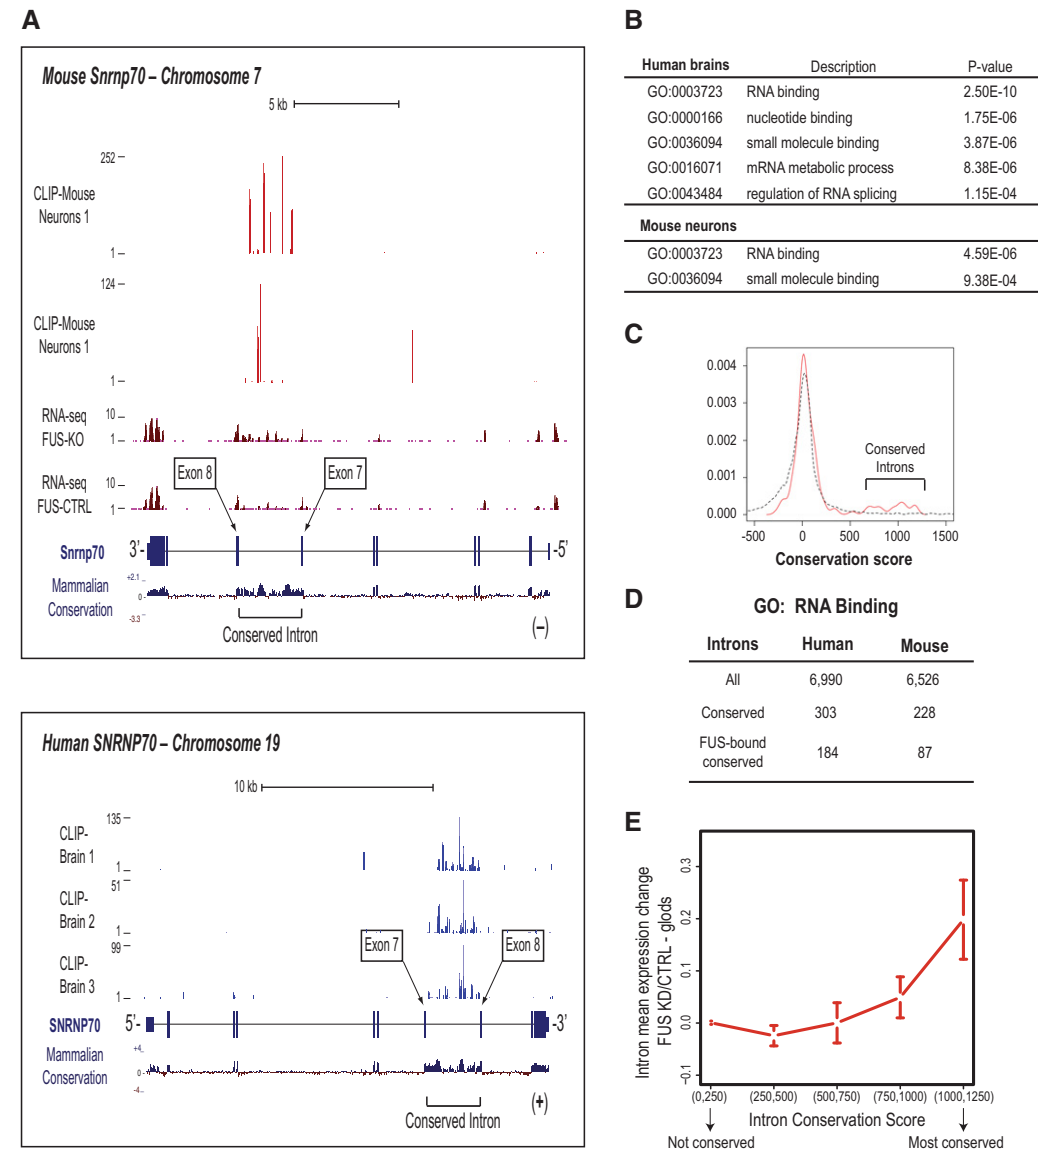 A
Mouse Snrnp70 – Chromosome 7
5 kb
252
CLIP-Mouse
Neurons 1
1
124
CLIP-Mouse
Neurons 1
1
RNA-seq
FUS-KO
10
1
RNA-seq
FUS-CTRL
10
1
Exon 8
Exon 7
Snrnp70
3'-
-5'
Mammalian
Conservation
+2.1
0
-3.3
Conserved Intron
(–)
Human SNRNP70 – Chromosome 19
10 kb
135
CLIP-
Brain 1
1
51
CLIP-
Brain 2
1
99
CLIP-
Brain 3
1
Exon 7
Exon 8
SNRNP70
5'-
-3'
Mammalian
Conservation
+4
0
-4
Conserved Intron
(+)
B
Human brains Description P-value
GO:0003723 RNA binding 2.50E-10
GO:0000166 nucleotide binding 1.75E-06
GO:0036094 small molecule binding 3.87E-06
GO:0016071 mRNA metabolic process 8.38E-06
GO:0043484 regulation of RNA splicing 1.15E-04
Mouse neurons
GO:0003723 RNA binding 4.59E-06
GO:0036094 small molecule binding 9.38E-04
C
0.004
0.003
0.002
0.001
0.000
Conserved
Introns
-500 0 500 1000 1500
Conservation score
D
GO: RNA Binding
Introns Human Mouse
All 6,990 6,526
Conserved 303 228
FUS-bound
conserved 184 87
E
Intron mean expression change
FUS KD/CTRL - glods
0.3
0.2
0.1
0.0
-0.1
(0,250) (250,500) (500,750) (750,1000) (1000,1250)
Intron Conservation Score
Not conserved
Most conserved